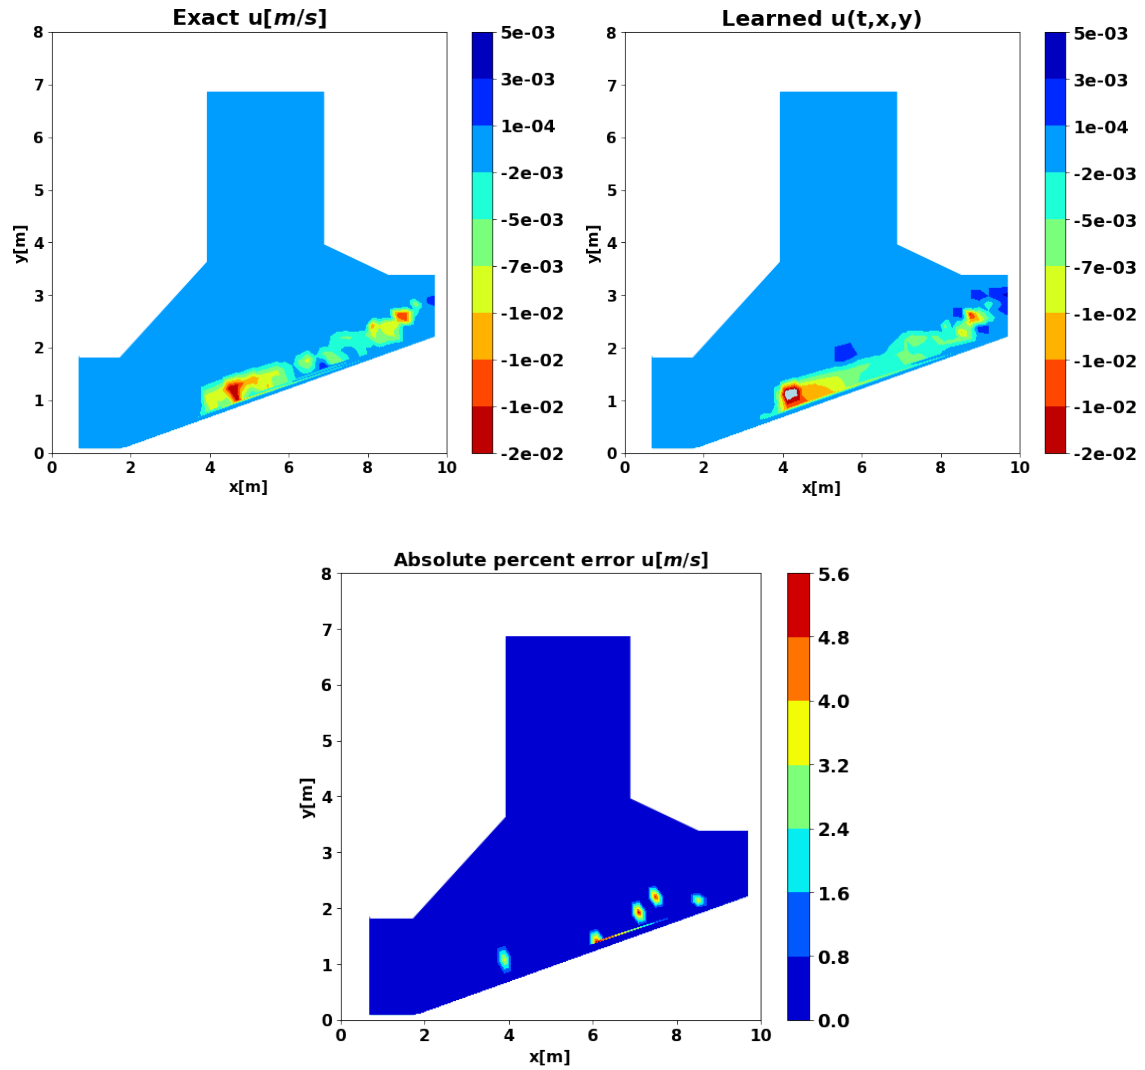 Exact u[m/s]
8
7
6
5
4
3
2
1
0
y[m]
0 2 4 6 8 10
x[m]
5e-03
3e-03
1e-04
-2e-03
-5e-03
-7e-03
-1e-02
-1e-02
-1e-02
-2e-02
Learned u(t,x,y)
8
7
6
5
4
3
2
1
0
y[m]
0 2 4 6 8 10
x[m]
5e-03
3e-03
1e-04
-2e-03
-5e-03
-7e-03
-1e-02
-1e-02
-1e-02
-2e-02
Absolute percent error u[m/s]
8
7
6
5
4
3
2
1
0
y[m]
0 2 4 6 8 10
x[m]
5.6
4.8
4.0
3.2
2.4
1.6
0.8
0.0